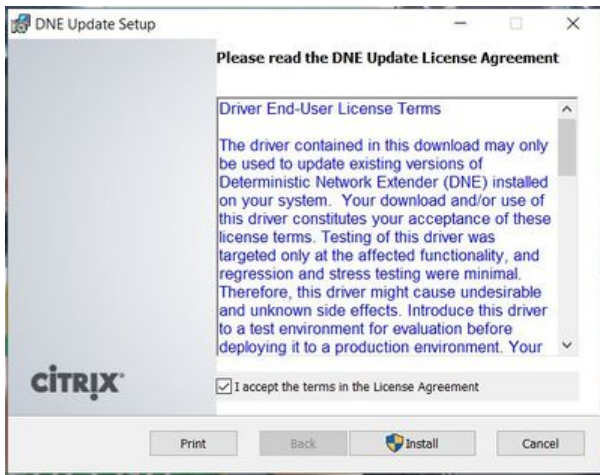 DNE Update Setup
Please read the DNE Update License Agreement
Driver End-User License Terms
The driver contained in this download may only
be used to update existing versions of
Deterministic Network Extender (DNE) installed
on your system. Your download and/or use of
this driver constitutes your acceptance of these
license terms. Testing of this driver was
targeted only at the affected functionality, and
regression and stress testing were minimal.
Therefore, this driver might cause undesirable
and unknown side effects. Introduce this driver
to a test environment for evaluation before
deploying it to a production environment. Your
CİTRIX
I accept the terms in the License Agreement
Print
Back
Install
Cancel